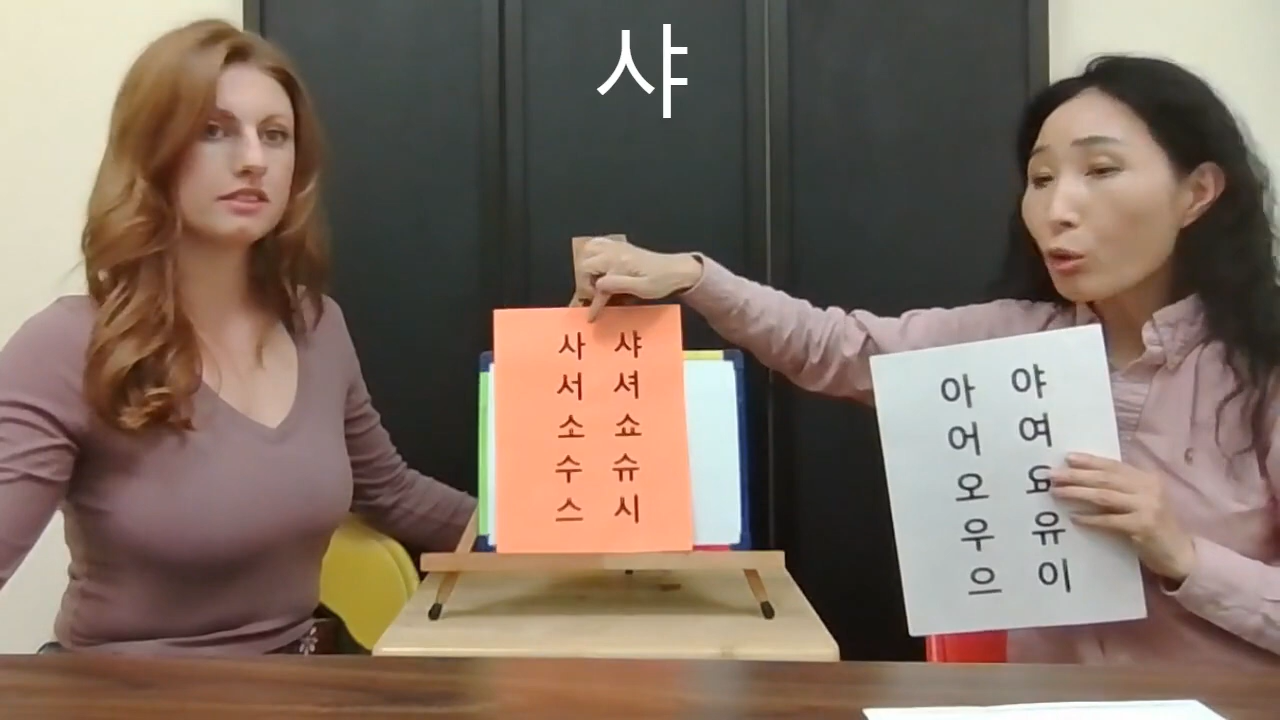 샤
사 샤
서 셔
소 쇼
수 슈
스 시
아 야
어 여
오 요
우 유
으 이